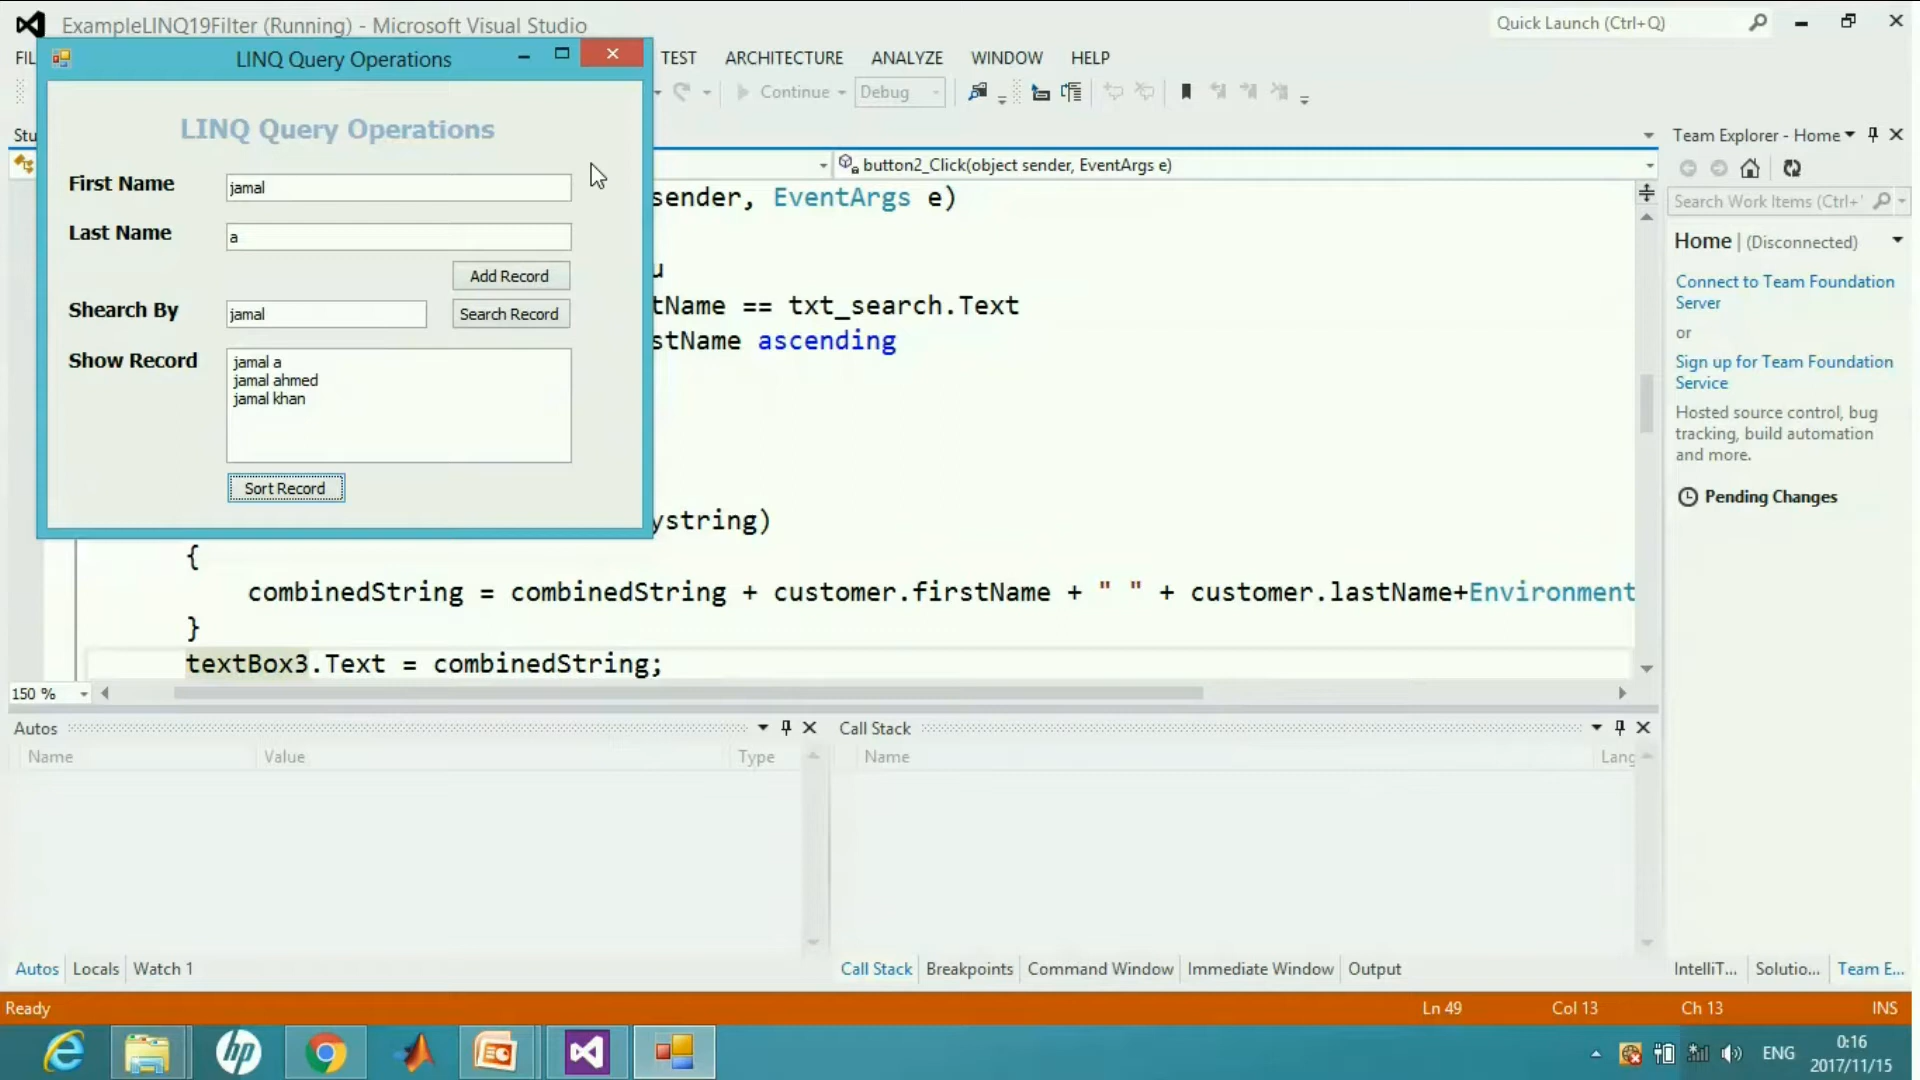 ExampleLINQ19Filter (Running) - Microsoft Visual Studio
Quick Launch (Ctrl+Q)
FIL
TEST
ARCHITECTURE
ANALYZE
WINDOW
HELP
Continue
Debug
LINQ Query Operations
LINQ Query Operations
First Name
jamal
Last Name
a
Add Record
Shearch By
jamal
Search Record
Show Record
jamal a
jamal ahmed
jamal khan
Sort Record
Stu
button2_Click(object sender, EventArgs e)
sender, EventArgs e)
u
tName == txt_search.Text
stName ascending
ystring)
{
combinedString = combinedString + customer.firstName + " " + customer.lastName+Environment
}
textBox3.Text = combinedString;
150 %
Team Explorer - Home
Search Work Items (Ctrl+'
Home | (Disconnected)
Connect to Team Foundation
Server
or
Sign up for Team Foundation
Service
Hosted source control, bug
tracking, build automation
and more.
Pending Changes
Autos
Name
Value
Type
Call Stack
Name
Lang
Autos
Locals
Watch 1
Call Stack
Breakpoints
Command Window
Immediate Window
Output
IntelliT...
Solutio...
Team E...
Ready
Ln 49
Col 13
Ch 13
INS
hp
ENG
0:16
2017/11/15